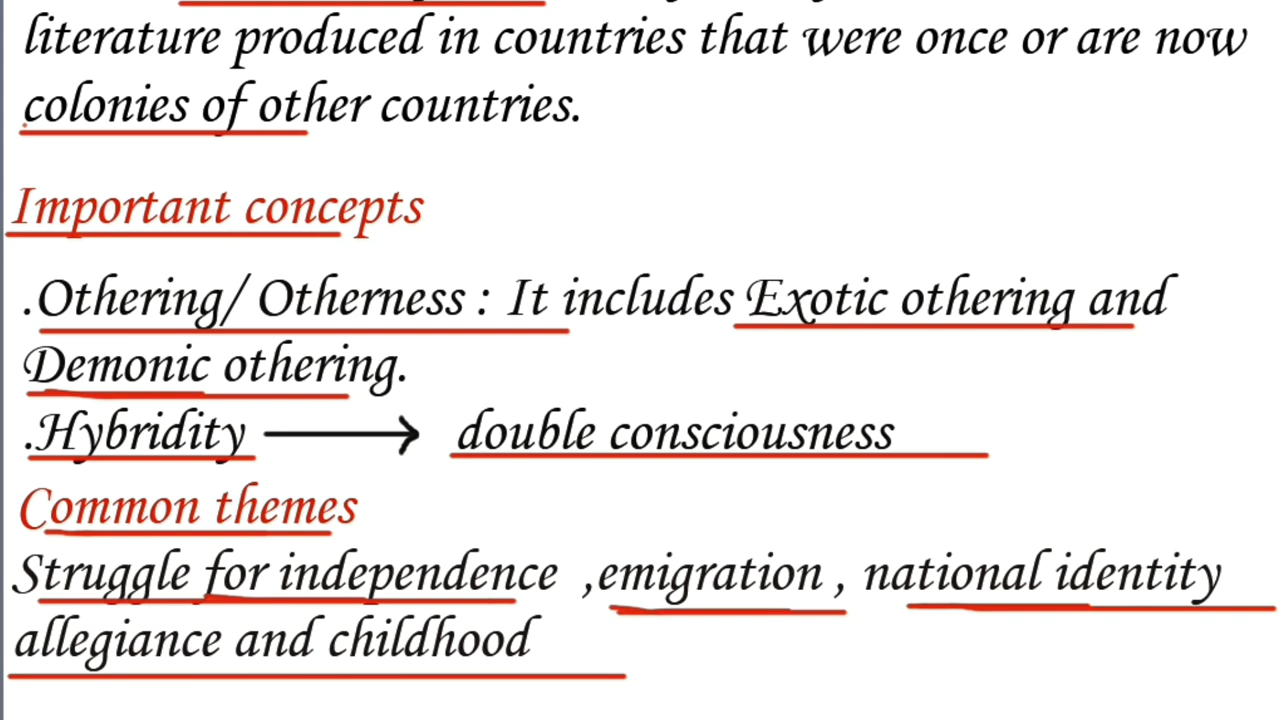 literature produced in countries that were once or are now
colonies of other countries.
Important concepts
.Othering/ Otherness : It includes Exotic othering and
Demonic othering.
.Hybridity → double consciousness
Common themes
Struggle for independence ,emigration , national identity
allegiance and childhood